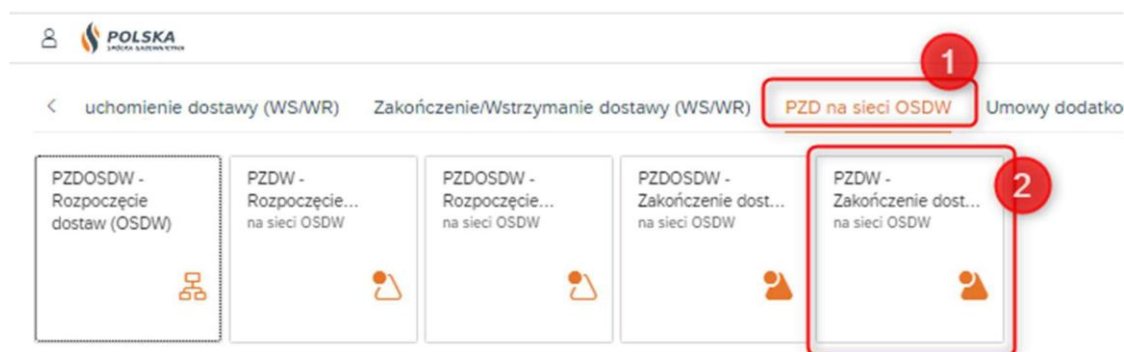 POLSKA
SPÓŁKA GAZOWNICTWA
1
< uchomienie dostawy (WS/WR) Zakończenie/Wstrzymanie dostawy (WS/WR) PZD na sieci OSDW Umowy dodatko
PZDOSDW -
Rozpoczęcie
dostaw (OSDW)
PZDW -
Rozpoczęcie...
na sieci OSDW
PZDOSDW -
Rozpoczęcie...
na sieci OSDW
PZDOSDW -
Zakończenie dost...
na sieci OSDW
PZDW -
Zakończenie dost...
na sieci OSDW
2